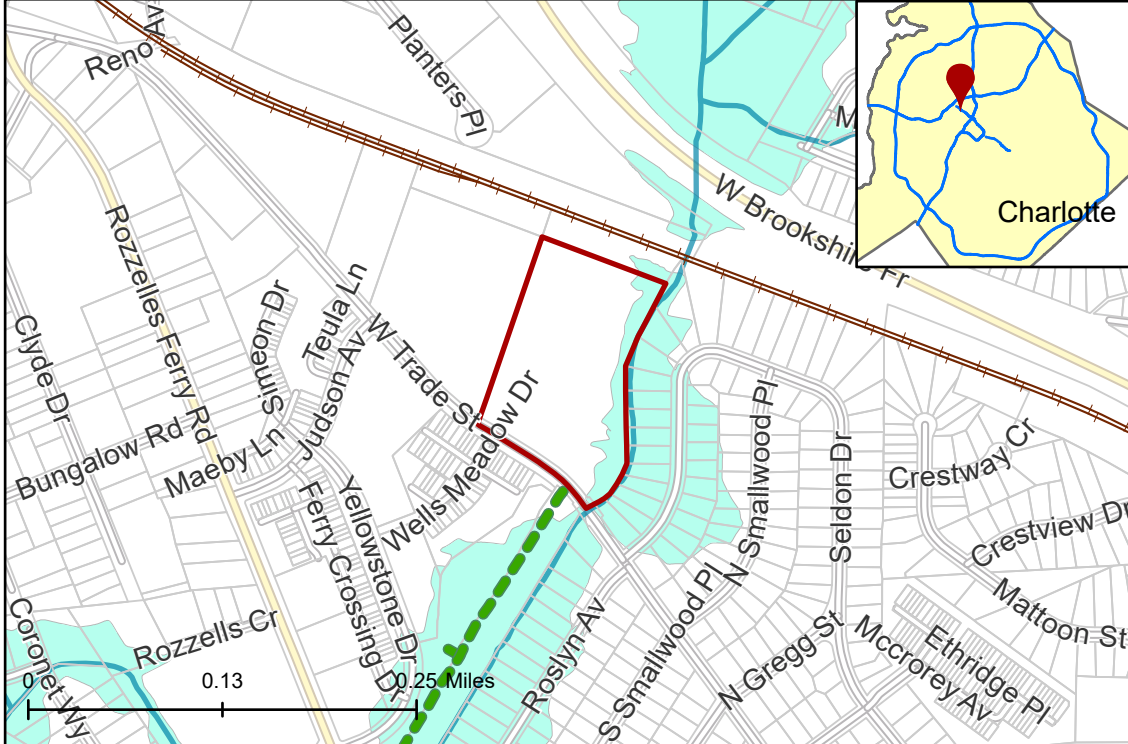 Reno Av
Planters Pl
M
W Brookshire Fr
Charlotte
Rozzelles Ferry Rd
Simeon Dr
Teula Ln
Judson Av
W Trade St
Clyde Dr
Bungalow Rd
Maeby Ln
Wells Meadow Dr
Yellowstone Dr
Ferry Crossing Dr
N Smallwood Pl
Seldon Dr
Crestway Cr
Crestview Dr
Mattoon St
Coronet Wy
Rozzells Cr
Roslyn Av
S Smallwood Pl
N Gregg St
Mccrorey Av
Ethridge Pl
0 0.13 0.25 Miles